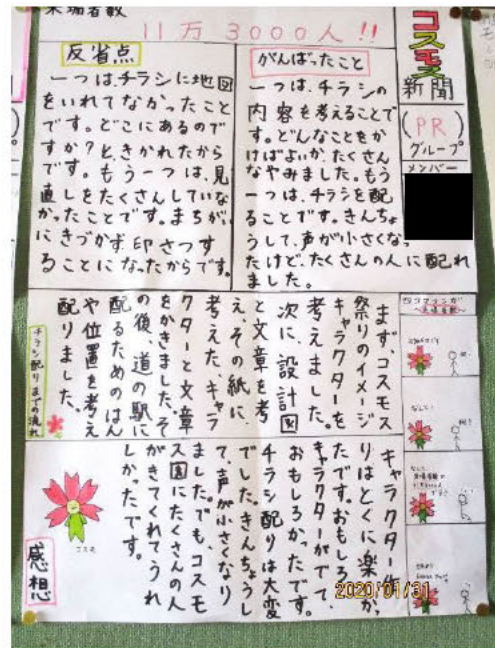 来場者数
11万3000人!!
コスモス
新聞
(PR)
グループ
メンバー
がんばったこと
一つは、チラシの
内容を考えることで
す。どんなことをか
けばよいか、たくさん
なやみました。もう
一つは、チラシを配
ることです。きんちょ
うして、声が小さくなっ
たけど、たくさんの人に配れ
ました。
反省点
一つは、チラシに地図
をいれてなかったこと
です。どこにあるので
すか?と、きかれたから
です。もう一つは、見
直しをたくさんしていな
かったことです。まちがい
にきづかず、印さつす
ることになったからです。
四コママンガ
〜来場者数〜
まず、コスモス
祭りのイメージ
キャラクターを
考えました。
次に、設計図
と文章を考
え、その紙に、
考えた、キャラ
クターと文章
をかきました。そ
の後、道の駅に
配るためのはん
や位置を考え
配りました。
チラシ配りまでの流れ
キャラクター作
りはとくに楽しか
ったです。おもしろい
キャラクターがでて、
おもしろかったです。
チラシ配りは大変
でした。きんちょうし
て、声が小さくなり
ました。でも、コスモ
ス園にたくさんの人
がきてくれて、うれ
しかったです。
コスモ
感想
2020/01/31